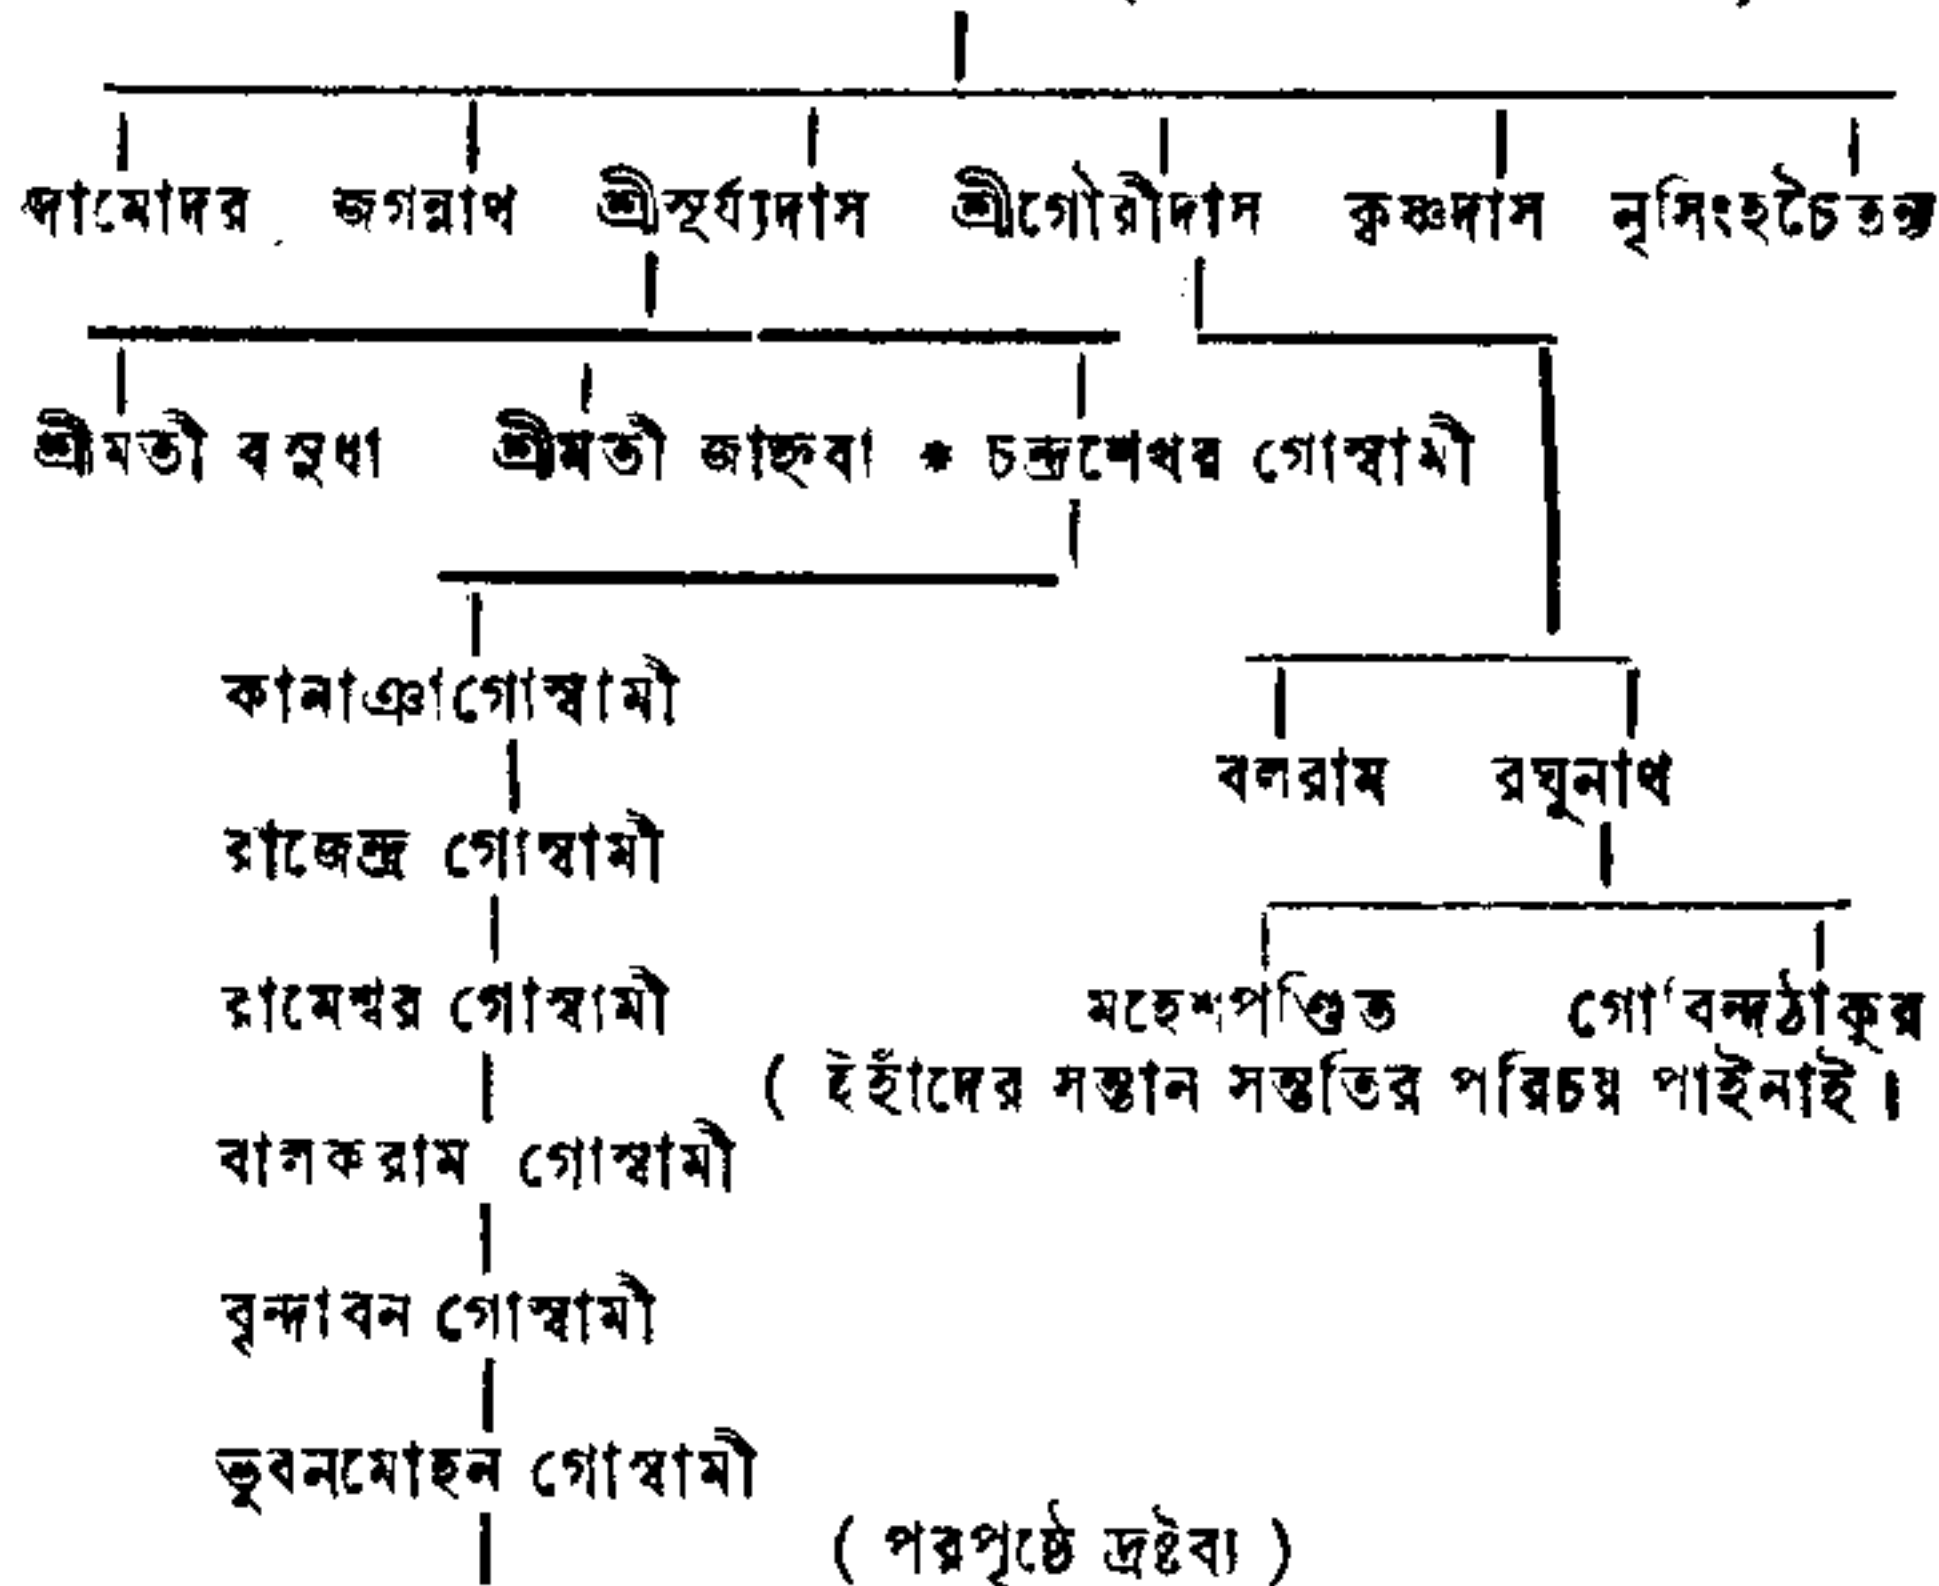 দামোদর জগন্নাথ শ্রীসূর্য্যদাস শ্রীগৌরীদাস কৃষ্ণদাস নৃসিংহচৈতন্য
শ্রীমতী বসুধা শ্রীমতী জাহ্নবা * চন্দ্রশেখর গোস্বামী
কানাঞাগোস্বামী
বলরাম রঘুনাথ
রাজেন্দ্র গোস্বামী
রামেশ্বর গোস্বামী মহেশপণ্ডিত গোবিন্দঠাকুর
( ইহাঁদের সন্তান সন্ততির পরিচয় পাইনাই।
বালকরাম গোস্বামী
বৃন্দাবন গোস্বামী
ভুবনমোহন গোস্বামী
( পরপৃষ্ঠে দ্রষ্টব্য )